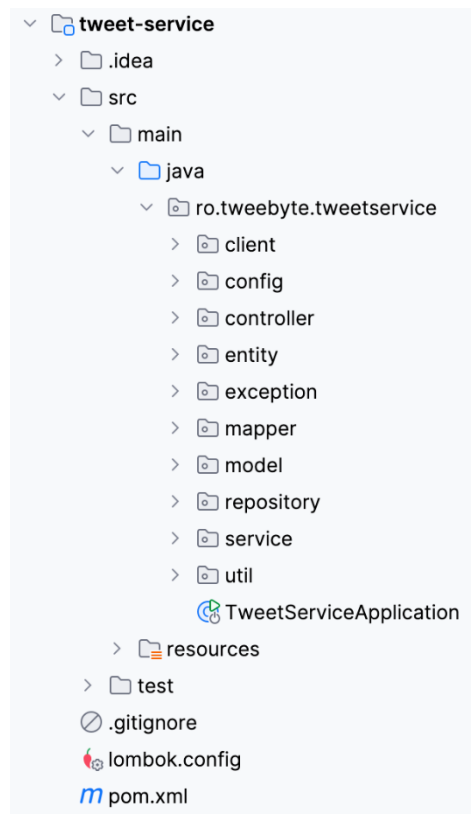 tweet-service
.idea
src
main
java
ro.tweebyte.tweetservice
client
config
controller
entity
exception
mapper
model
repository
service
util
TweetServiceApplication
resources
test
.gitignore
lombok.config
m pom.xml